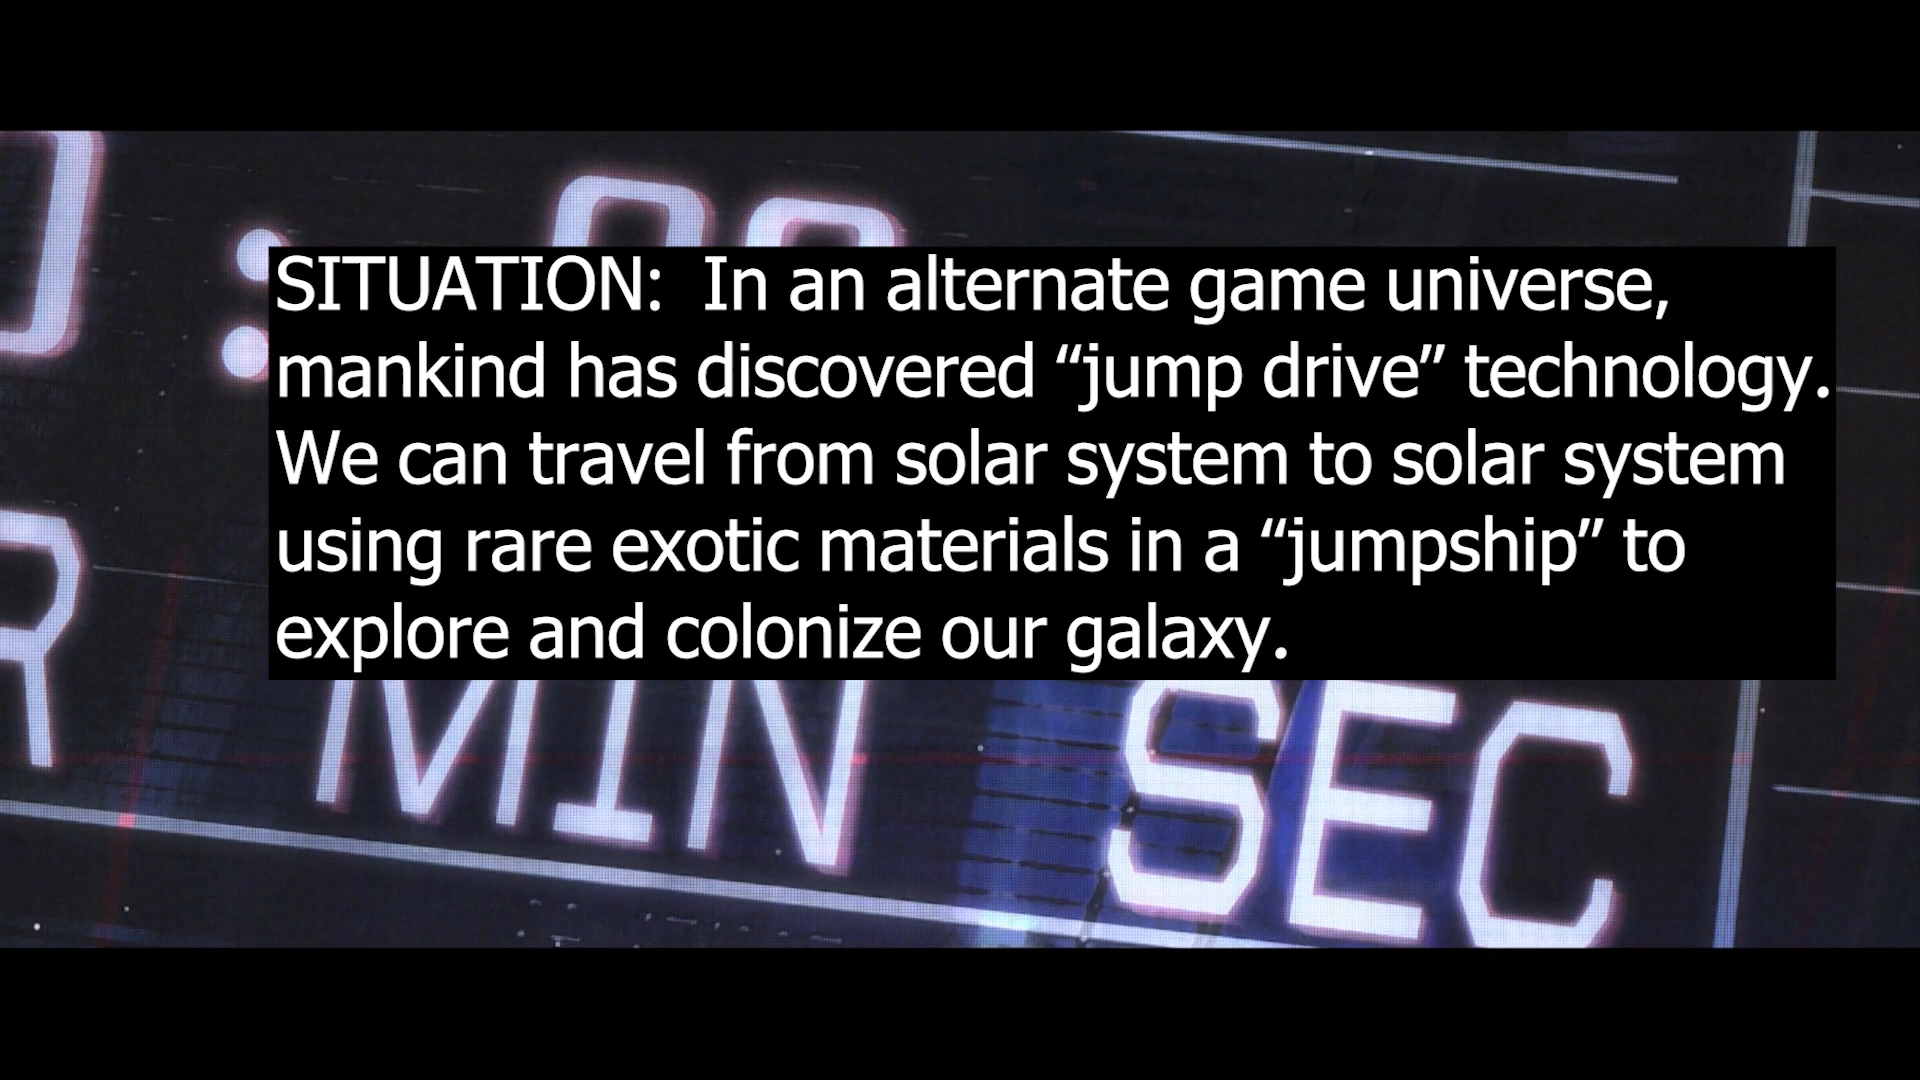 SITUATION:  In an alternate game universe,
mankind has discovered “jump drive” technology.
We can travel from solar system to solar system
using rare exotic materials in a “jumpship” to
explore and colonize our galaxy.
MIN SEC